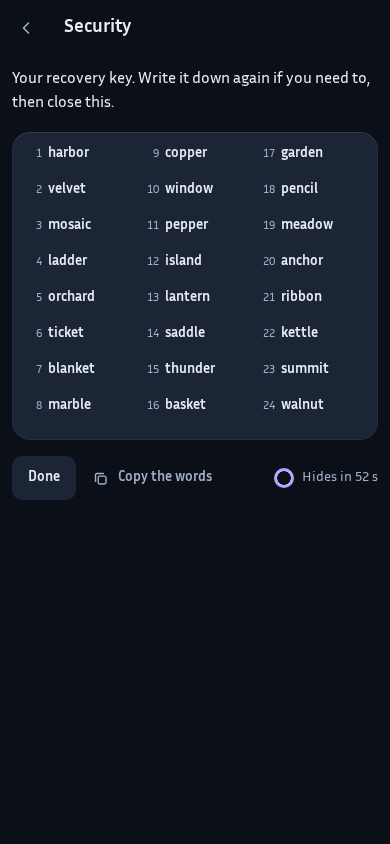 Security
Your recovery key. Write it down again if you need to,
then close this.
1 harbor
2 velvet
3 mosaic
4 ladder
5 orchard
6 ticket
7 blanket
8 marble
9 copper
10 window
11 pepper
12 island
13 lantern
14 saddle
15 thunder
16 basket
17 garden
18 pencil
19 meadow
20 anchor
21 ribbon
22 kettle
23 summit
24 walnut
Done
Copy the words
Hides in 52 s